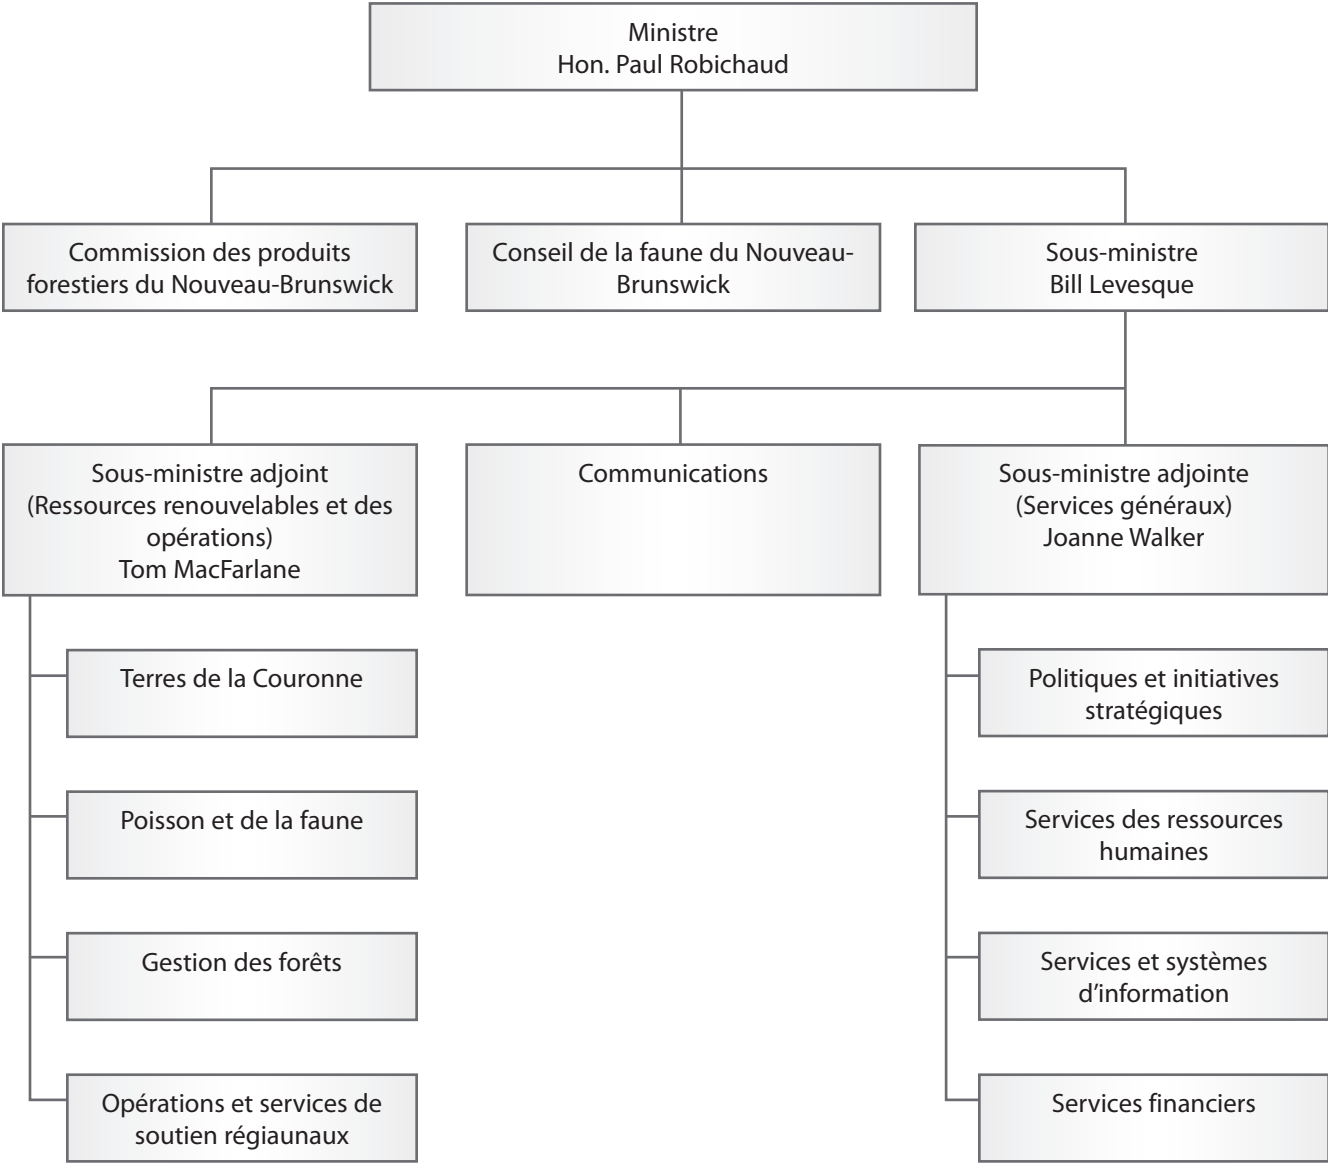 Ministre
Hon. Paul Robichaud
Commission des produits
forestiers du Nouveau-Brunswick
Conseil de la faune du Nouveau-
Brunswick
Sous-ministre
Bill Levesque
Sous-ministre adjoint
(Ressources renouvelables et des
opérations)
Tom MacFarlane
Communications
Sous-ministre adjointe
(Services généraux)
Joanne Walker
Terres de la Couronne
Poisson et de la faune
Gestion des forêts
Opérations et services de
soutien régiaunaux
Politiques et initiatives
stratégiques
Services des ressources
humaines
Services et systèmes
d’information
Services financiers